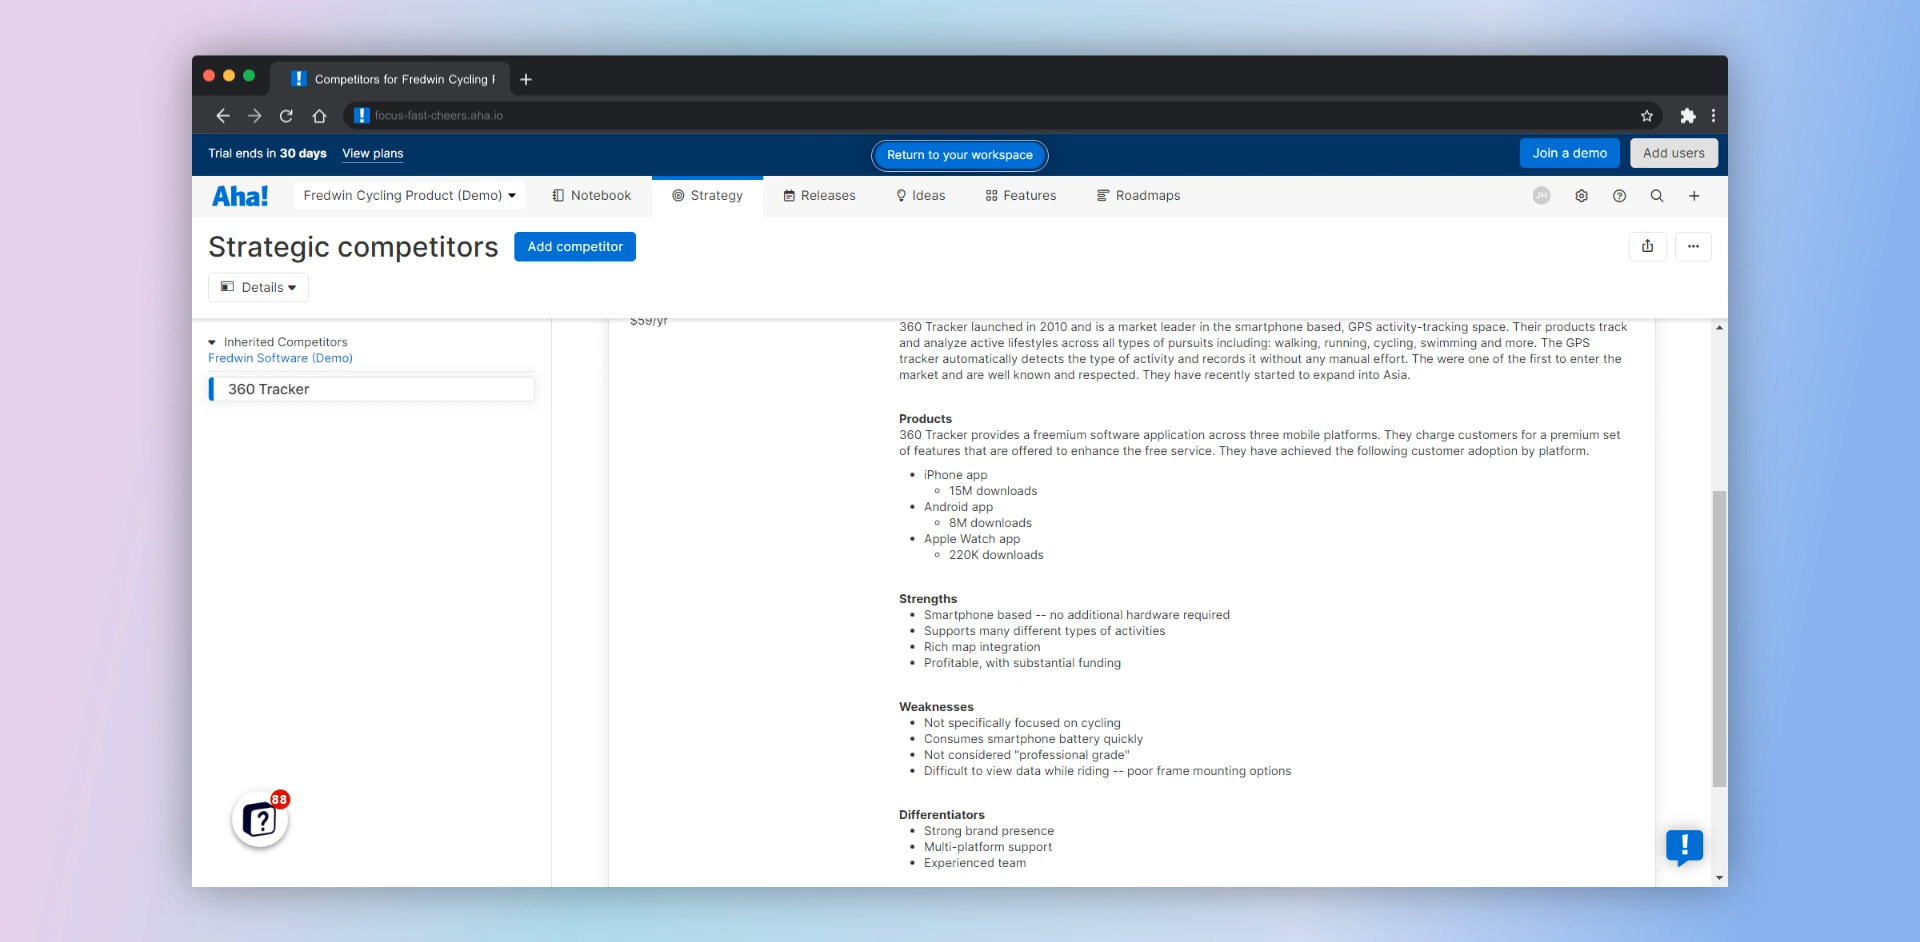 Competitors for Fredwin Cycling
focus-fast-cheers.aha.io
Trial ends in 30 days View plans
Return to your workspace
Join a demo
Add users
Aha!
Fredwin Cycling Product (Demo)
Notebook
Strategy
Releases
Ideas
Features
Roadmaps
JH
Strategic competitors
Add competitor
Details
Inherited Competitors
Fredwin Software (Demo)
360 Tracker
$59/yr
360 Tracker launched in 2010 and is a market leader in the smartphone based, GPS activity-tracking space. Their products track
and analyze active lifestyles across all types of pursuits including: walking, running, cycling, swimming and more. The GPS
tracker automatically detects the type of activity and records it without any manual effort. The were one of the first to enter the
market and are well known and respected. They have recently started to expand into Asia.
Products
360 Tracker provides a freemium software application across three mobile platforms. They charge customers for a premium set
of features that are offered to enhance the free service. They have achieved the following customer adoption by platform.
• iPhone app
◦ 15M downloads
• Android app
◦ 8M downloads
• Apple Watch app
◦ 220K downloads
Strengths
• Smartphone based -- no additional hardware required
• Supports many different types of activities
• Rich map integration
• Profitable, with substantial funding
Weaknesses
• Not specifically focused on cycling
• Consumes smartphone battery quickly
• Not considered "professional grade"
• Difficult to view data while riding -- poor frame mounting options
Differentiators
• Strong brand presence
• Multi-platform support
• Experienced team
88